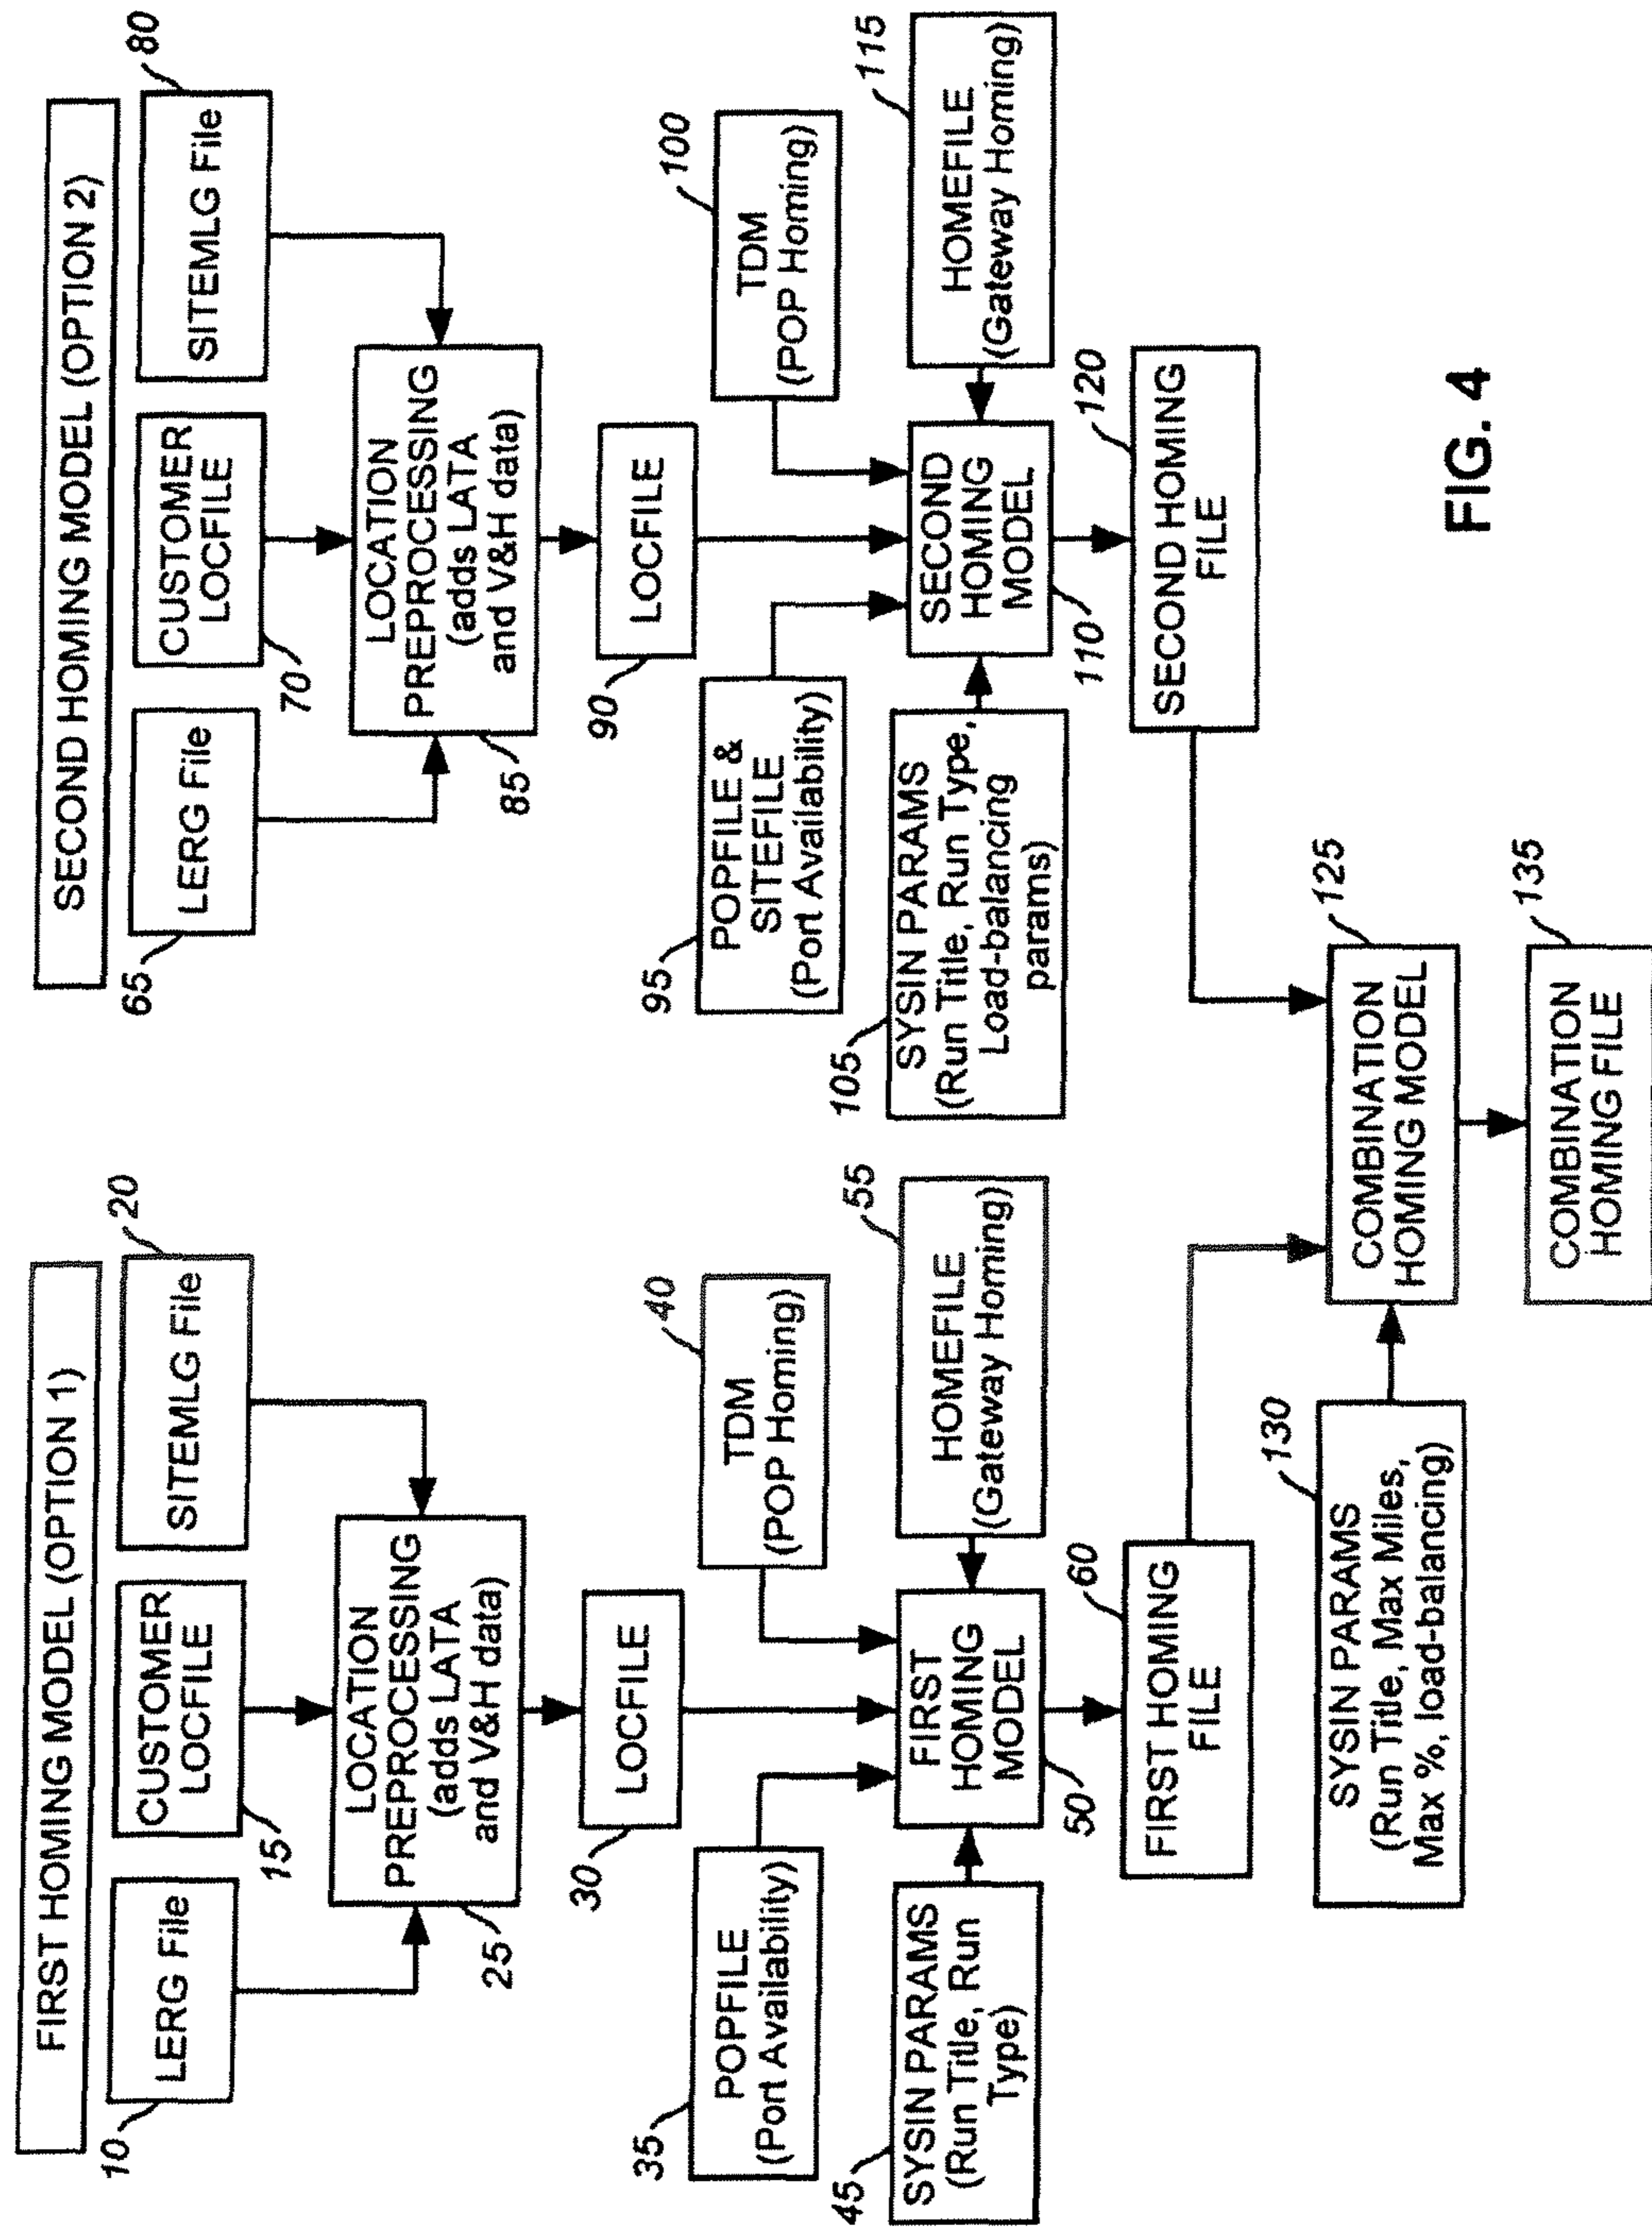 FIRST HOMING MODEL (OPTION 1)
10
LERG File
15
CUSTOMER
LOCFILE
20
SITEMLG File
25
LOCATION
PREPROCESSING
(adds LATA
and V&H data)
30
LOCFILE
35
POPFILE
(Port Availability)
40
TDM
(POP Homing)
45
SYSIN PARAMS
(Run Title, Run
Type)
50
FIRST
HOMING
MODEL
55
HOMEFILE
(Gateway Homing)
60
FIRST HOMING
FILE
SECOND HOMING MODEL (OPTION 2)
65
LERG File
70
CUSTOMER
LOCFILE
80
SITEMLG File
85
LOCATION
PREPROCESSING
(adds LATA
and V&H data)
90
LOCFILE
95
POPFILE &
SITEFILE
(Port Availability)
100
TDM
(POP Homing)
105
SYSIN PARAMS
(Run Title, Run Type,
Load-balancing
params)
110
SECOND
HOMING
MODEL
115
HOMEFILE
(Gateway Homing)
120
SECOND HOMING
FILE
130
SYSIN PARAMS
(Run Title, Max Miles,
Max %, load-balancing)
125
COMBINATION
HOMING MODEL
135
COMBINATION
HOMING FILE
FIG. 4